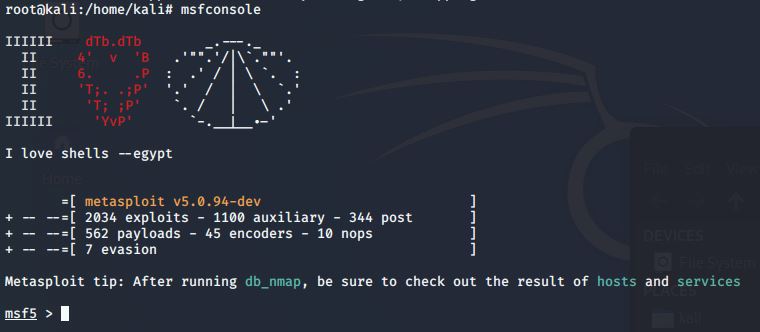 root@kali:/home/kali# msfconsole
IIIIII    dTb.dTb        _.---._
  II     4'  v  'B   .'"".'/|\`.""'.
  II     6.     .P  :  .' / | \ `.  :
  II     'T;. .;P'  '.'  /  |  \  `.'
  II      'T; ;P'    `. /   |   \ .'
IIIIII     'YvP'       `-.__|__.-'
I love shells --egypt
=[ metasploit v5.0.94-dev ]
+ -- --=[ 2034 exploits - 1100 auxiliary - 344 post ]
+ -- --=[ 562 payloads - 45 encoders - 10 nops ]
+ -- --=[ 7 evasion ]
Metasploit tip: After running db_nmap, be sure to check out the result of hosts and services
msf5 >
File Edit View
DEVICES
File System
PLACES
kali
Home